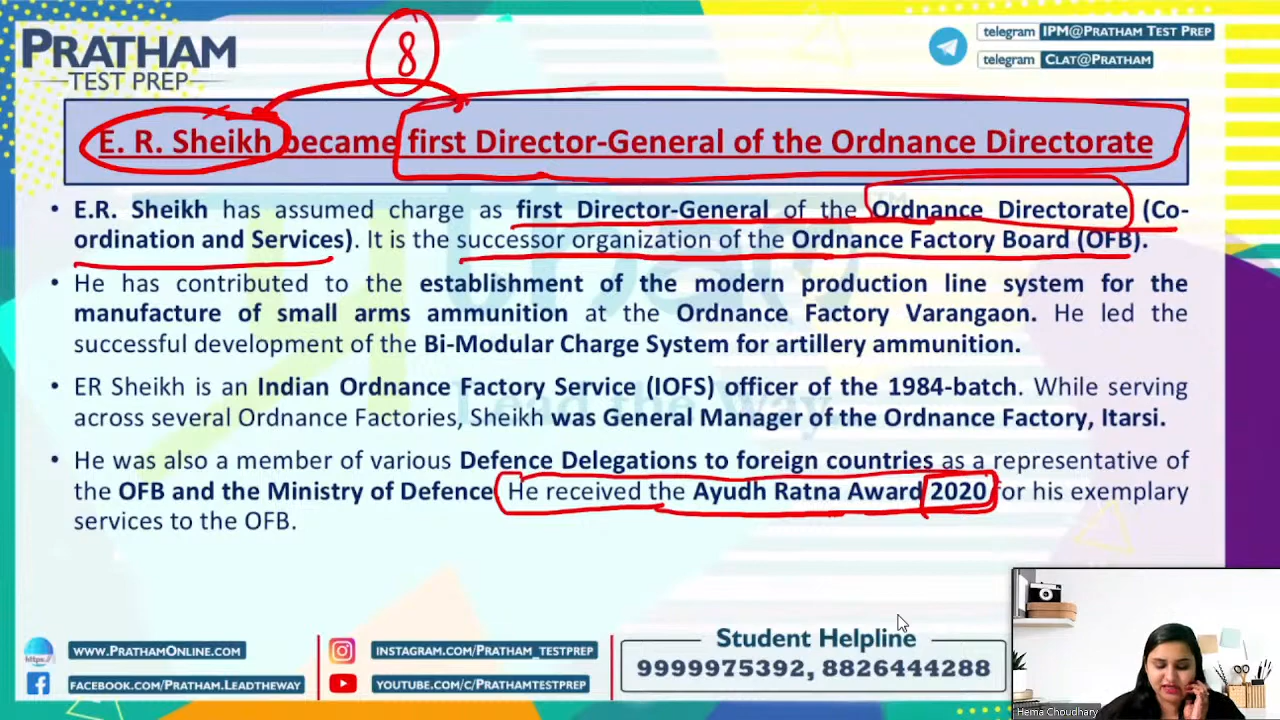 PRATHAM
TEST PREP
8
telegram IPM@PRATHAM TEST PREP
telegram CLAT@PRATHAM
E. R. Sheikh became first Director-General of the Ordnance Directorate
• E.R. Sheikh has assumed charge as first Director-General of the Ordnance Directorate (Co-
ordination and Services). It is the successor organization of the Ordnance Factory Board (OFB).
• He has contributed to the establishment of the modern production line system for the
manufacture of small arms ammunition at the Ordnance Factory Varangaon. He led the
successful development of the Bi-Modular Charge System for artillery ammunition.
• ER Sheikh is an Indian Ordnance Factory Service (IOFS) officer of the 1984-batch. While serving
across several Ordnance Factories, Sheikh was General Manager of the Ordnance Factory, Itarsi.
• He was also a member of various Defence Delegations to foreign countries as a representative of
the OFB and the Ministry of Defence. He received the Ayudh Ratna Award 2020 for his exemplary
services to the OFB.
Lead the Way
https://
WWW.PRATHAMONLINE.COM
FACEBOOK.COM/PRATHAM.LEADTHEWAY
INSTAGRAM.COM/PRATHAM_TESTPREP
YOUTUBE.COM/C/PRATHAMTESTPREP
Student Helpline
9999975392, 8826444288
Hema Choudhary